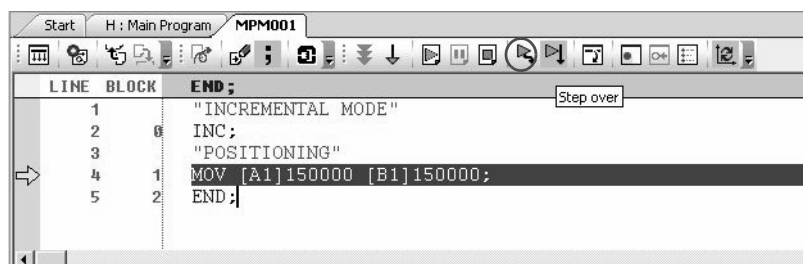 Start H : Main Program MPM001
LINE BLOCK END;
Step over
1 "INCREMENTAL MODE"
2 0 INC;
3 "POSITIONING"
4 1 MOV [A1]150000 [B1]150000;
5 2 END;